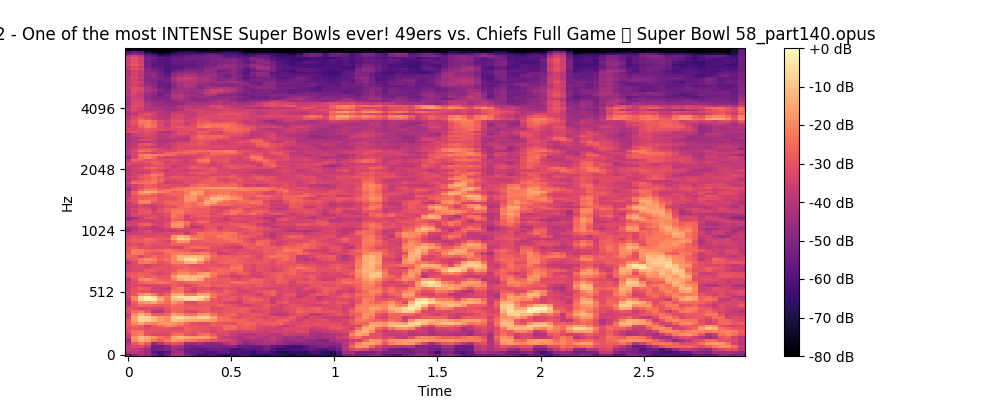 2 - One of the most INTENSE Super Bowls ever! 49ers vs. Chiefs Full Game ▯ Super Bowl 58_part140.opus
+0 dB
4096
-10 dB
-20 dB
2048
-30 dB
Hz
1024
-40 dB
-50 dB
512
-60 dB
-70 dB
0
-80 dB
0 0.5 1 1.5 2 2.5
Time